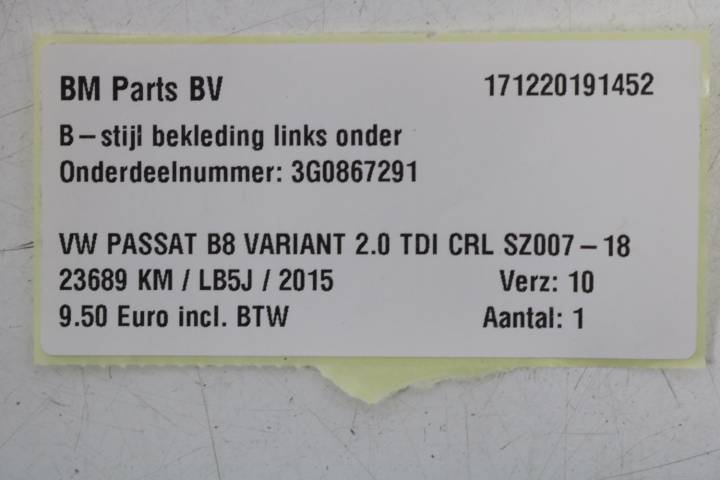 BM Parts BV 171220191452
B-stijl bekleding links onder
Onderdeelnummer: 3G0867291
VW PASSAT B8 VARIANT 2.0 TDI CRL SZ007-18
23689 KM / LB5J / 2015 Verz: 10
9.50 Euro incl. BTW Aantal: 1